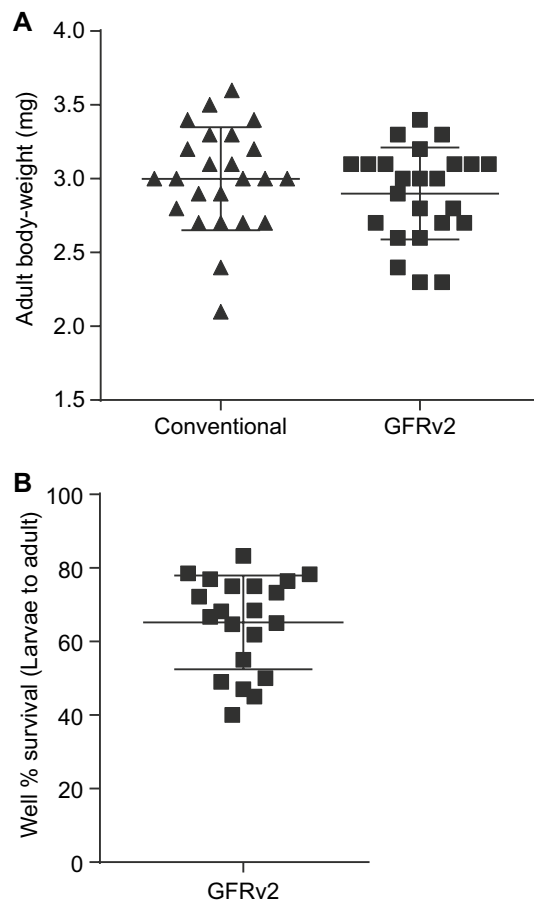 A
4.0
3.5
3.0
2.5
2.0
1.5
Adult body-weight (mg)
Conventional GFRv2
B
100
80
60
40
20
0
Well % survival (Larvae to adult)
GFRv2